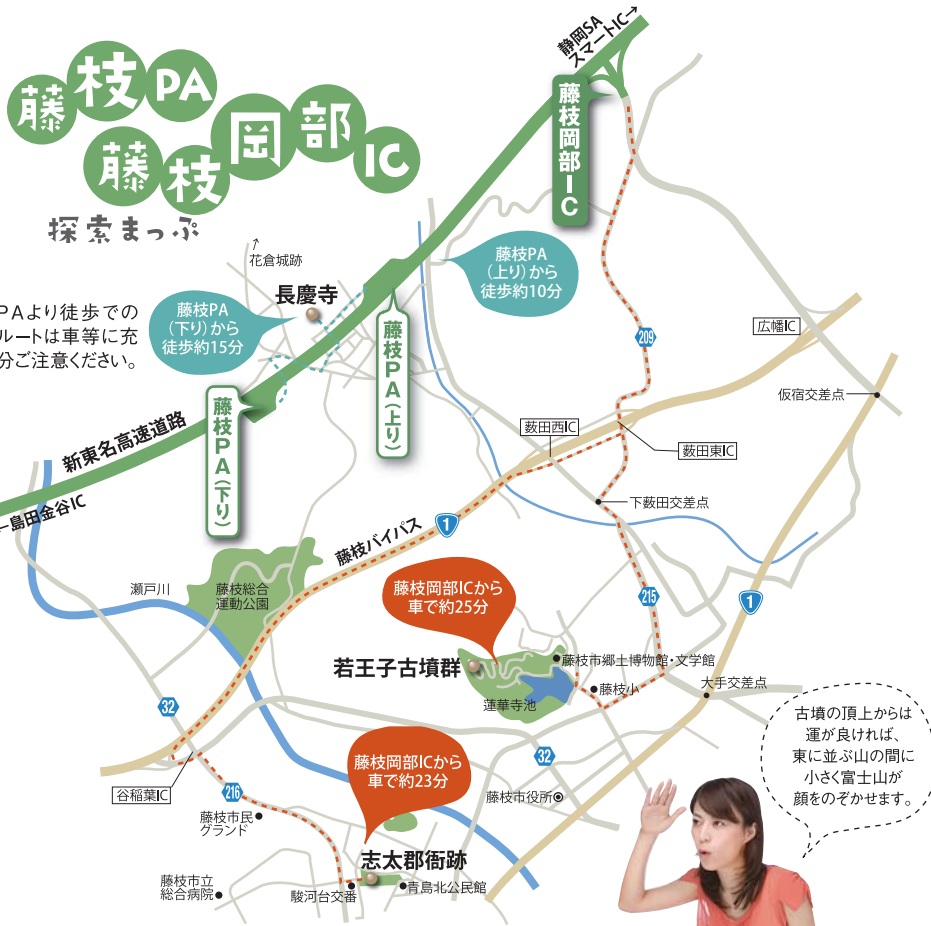 藤枝PA
藤枝岡部IC
探索まっぷ
PAより徒歩での
ルートは車等に充
分ご注意ください。
静岡SA
スマートIC→
藤枝岡部IC
↑
花倉城跡
長慶寺
藤枝PA
（下り）から
徒歩約15分
藤枝PA
（上り）から
徒歩約10分
藤枝PA（上り）
藤枝PA（下り）
新東名高速道路
島田金谷IC
209
広幡IC
仮宿交差点
薮田西IC
薮田東IC
下薮田交差点
藤枝バイパス
1
瀬戸川
藤枝総合
運動公園
藤枝岡部ICから
車で約25分
215
1
若王子古墳群
藤枝市郷土博物館・文学館
蓮華寺池
藤枝小
大手交差点
32
32
谷稲葉IC
216
藤枝岡部ICから
車で約23分
藤枝市役所
藤枝市民
グランド
志太郡衙跡
藤枝市立
総合病院
駿河台交番
青島北公民館
古墳の頂上からは
運が良ければ、
東に並ぶ山の間に
小さく富士山が
顔をのぞかせます。